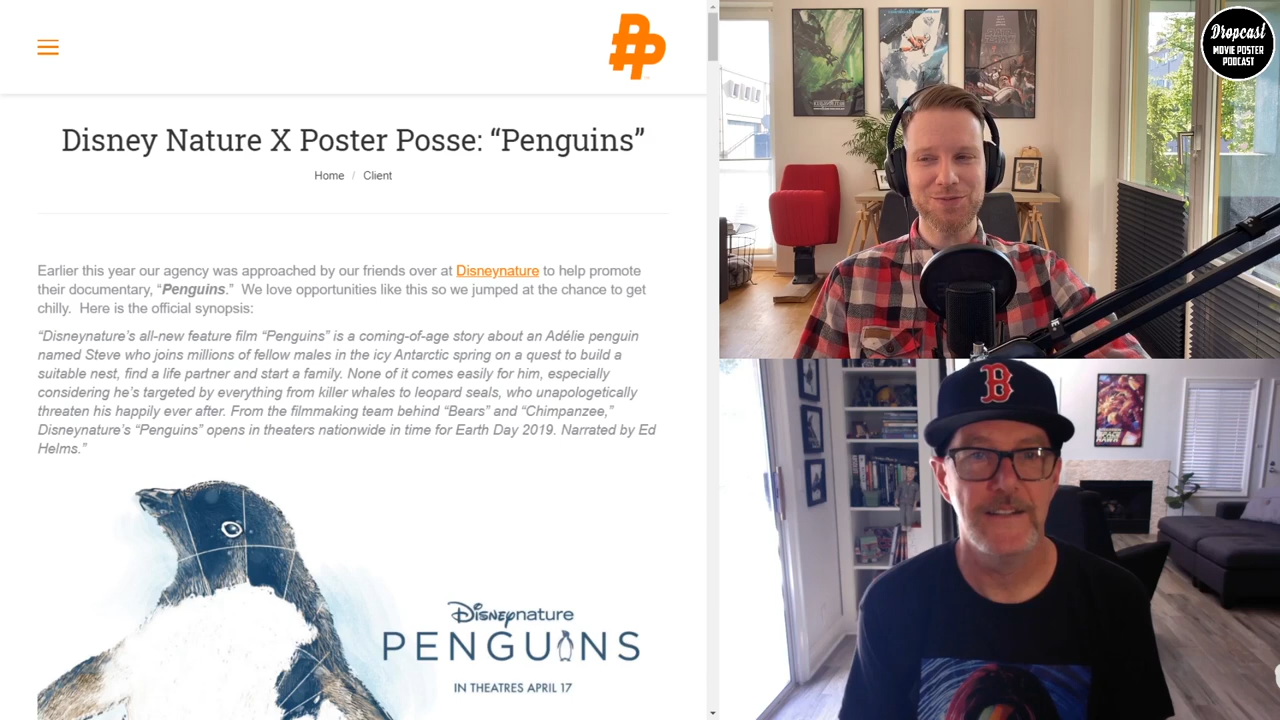 Disney Nature X Poster Posse: “Penguins”
Home / Client
Earlier this year our agency was approached by our friends over at Disneynature to help promote
their documentary, “Penguins.”  We love opportunities like this so we jumped at the chance to get
chilly.  Here is the official synopsis:
“Disneynature’s all-new feature film “Penguins” is a coming-of-age story about an Adélie penguin
named Steve who joins millions of fellow males in the icy Antarctic spring on a quest to build a
suitable nest, find a life partner and start a family. None of it comes easily for him, especially
considering he’s targeted by everything from killer whales to leopard seals, who unapologetically
threaten his happily ever after. From the filmmaking team behind “Bears” and “Chimpanzee,”
Disneynature’s “Penguins” opens in theaters nationwide in time for Earth Day 2019. Narrated by Ed
Helms.”
Disneynature
PENGUINS
IN THEATRES APRIL 17
Dropcast
MOVIE POSTER
PODCAST
B